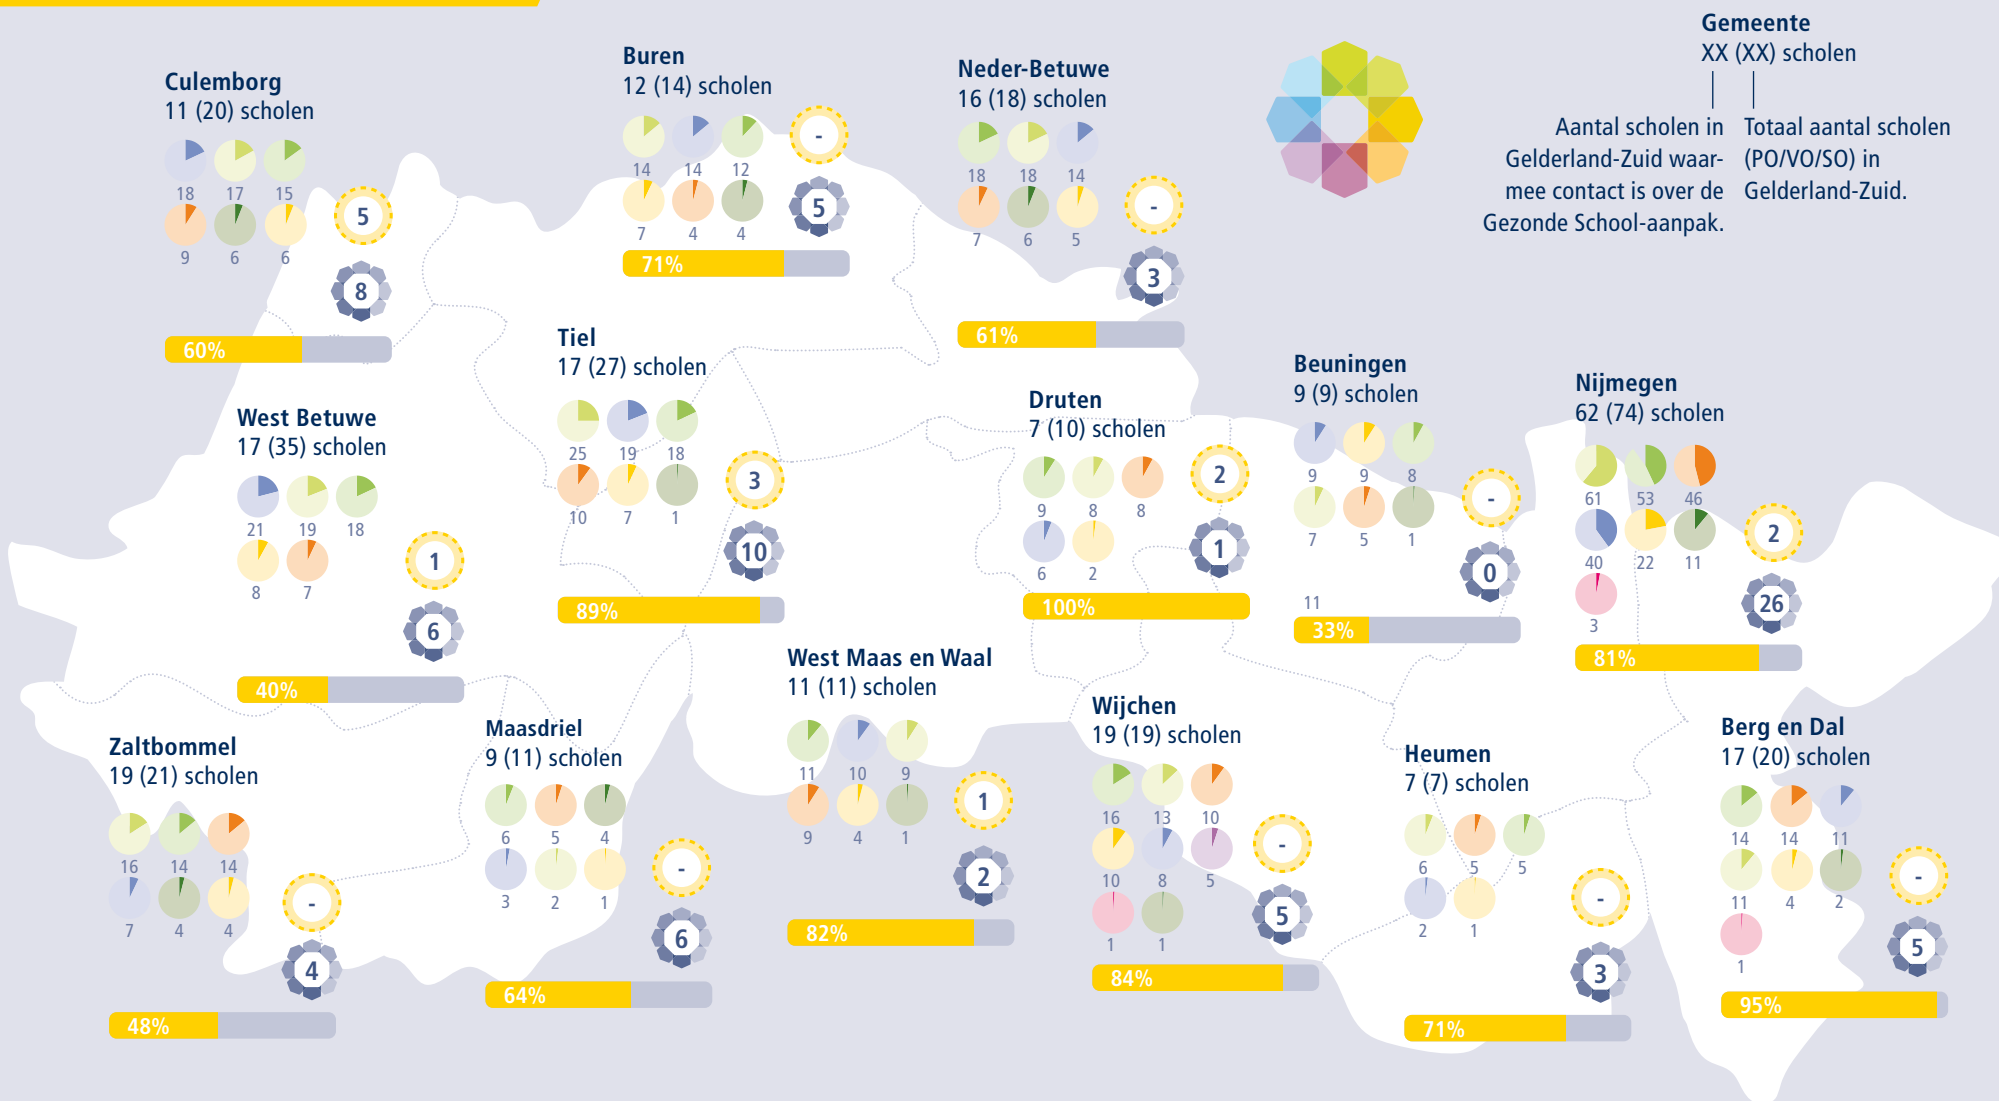 Gemeente
XX (XX) scholen
Aantal scholen in
Gelderland-Zuid waar-
mee contact is over de
Gezonde School-aanpak.
Totaal aantal scholen
(PO/VO/SO) in
Gelderland-Zuid.
Culemborg
11 (20) scholen
18 17 15
9 6 6
5
8
60%
Buren
12 (14) scholen
14 14 12
7 4 4
-
5
71%
Neder-Betuwe
16 (18) scholen
18 18 14
7 6 5
-
3
61%
West Betuwe
17 (35) scholen
21 19 18
8 7
1
6
40%
Tiel
17 (27) scholen
25 19 18
10 7 1
3
10
89%
Druten
7 (10) scholen
9 8 8
6 2
2
1
100%
Beuningen
9 (9) scholen
9 9 8
7 5 1
11
-
0
33%
Nijmegen
62 (74) scholen
61 53 46
40 22 11
3
2
26
81%
Zaltbommel
19 (21) scholen
16 14 14
7 4 4
-
4
48%
Maasdriel
9 (11) scholen
6 5 4
3 2 1
-
6
64%
West Maas en Waal
11 (11) scholen
11 10 9
9 4 1
1
2
82%
Wijchen
19 (19) scholen
16 13 10
10 8 5
1 1
-
5
84%
Heumen
7 (7) scholen
6 5 5
2 1
-
3
71%
Berg en Dal
17 (20) scholen
14 14 11
11 4 2
1
-
5
95%